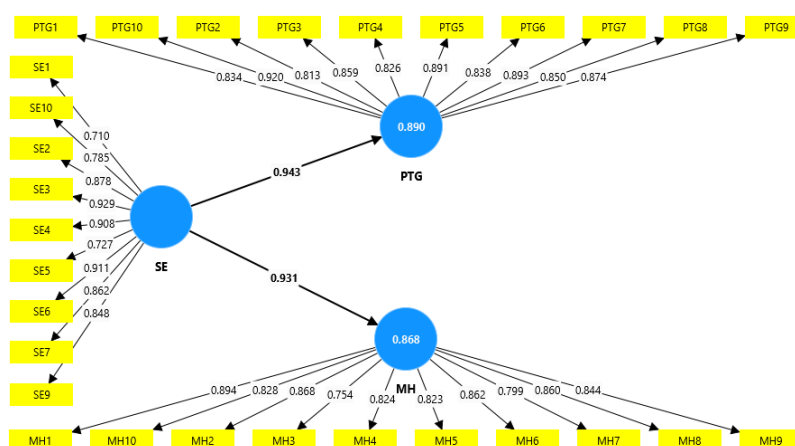 PTG1 PTG10 PTG2 PTG3 PTG4 PTG5 PTG6 PTG7 PTG8 PTG9
0.834 0.920 0.813 0.859 0.826 0.891 0.838 0.893 0.850 0.874
SE1
SE10
SE2
SE3
SE4
SE5
SE6
SE7
SE9
0.710
0.785
0.878
0.929
0.908
0.727
0.911
0.862
0.848
SE
0.943
0.890
PTG
0.931
0.868
MH
0.894 0.828 0.868 0.754 0.824 0.823 0.862 0.799 0.860 0.844
MH1 MH10 MH2 MH3 MH4 MH5 MH6 MH7 MH8 MH9